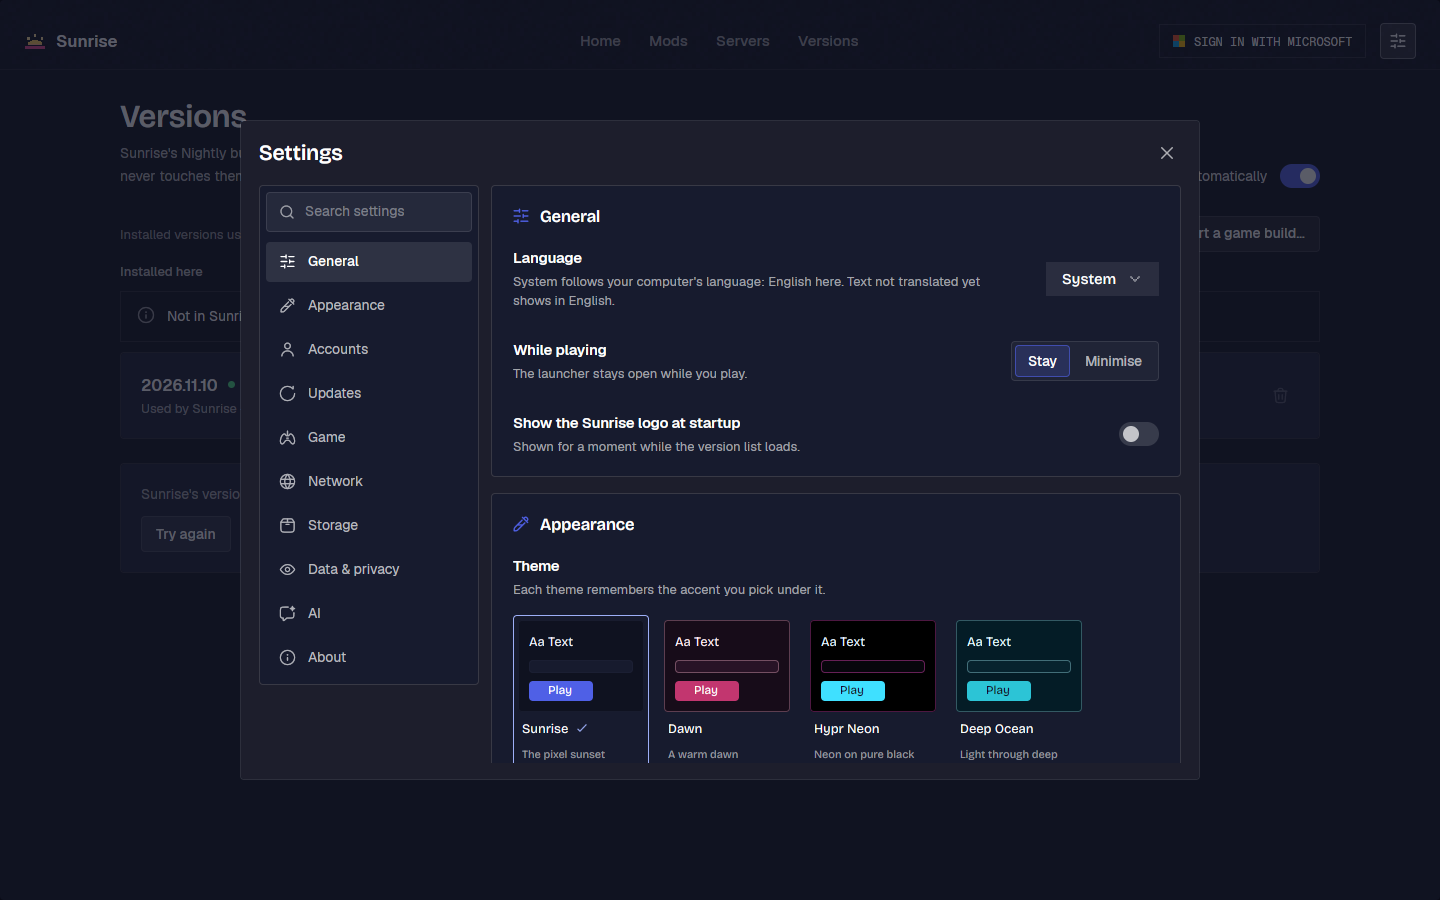 Sunrise
Home
Mods
Servers
Versions
SIGN IN WITH MICROSOFT
Versions
Sunrise's Nightly
never touches
tomatically
Installed versions
rt a game build...
Installed here
Not in
2026.11.10
Used by Sunrise
Sunrise's
Try again
Settings
Search settings
General
Appearance
Accounts
Updates
Game
Network
Storage
Data & privacy
AI
About
General
Language
System follows your computer's language: English here. Text not translated yet
shows in English.
System
While playing
The launcher stays open while you play.
Stay
Minimise
Show the Sunrise logo at startup
Shown for a moment while the version list loads.
Appearance
Theme
Each theme remembers the accent you pick under it.
Aa Text
Play
Sunrise
The pixel sunset
Aa Text
Play
Dawn
A warm dawn
Aa Text
Play
Hypr Neon
Neon on pure black
Aa Text
Play
Deep Ocean
Light through deep